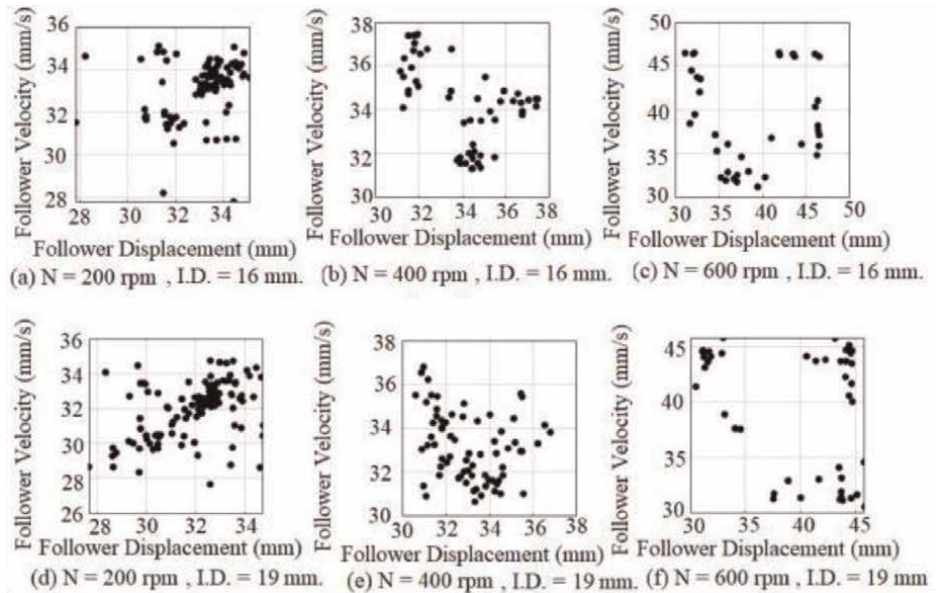 36
34
32
30
28
28 30 32 34
Follower Velocity (mm/s)
Follower Displacement (mm)
(a) N = 200 rpm , I.D. = 16 mm.
38
36
34
32
30
30 32 34 36 38
Follower Velocity (mm/s)
Follower Displacement (mm)
(b) N = 400 rpm , I.D. = 16 mm.
50
45
40
35
30
30 40 50
Follower Velocity (mm/s)
Follower Displacement (mm)
(c) N = 600 rpm , I.D. = 16 mm.
36
34
32
30
28
26
28 30 32 34
Follower Velocity (mm/s)
Follower Displacement (mm)
(d) N = 200 rpm , I.D. = 19 mm.
38
36
34
32
30
30 32 34 36 38
Follower Velocity (mm/s)
Follower Displacement (mm)
(e) N = 400 rpm , I.D. = 19 mm.
45
40
35
30
30 40 45
Follower Velocity (mm/s)
Follower Displacement (mm)
(f) N = 600 rpm , I.D. = 19 mm